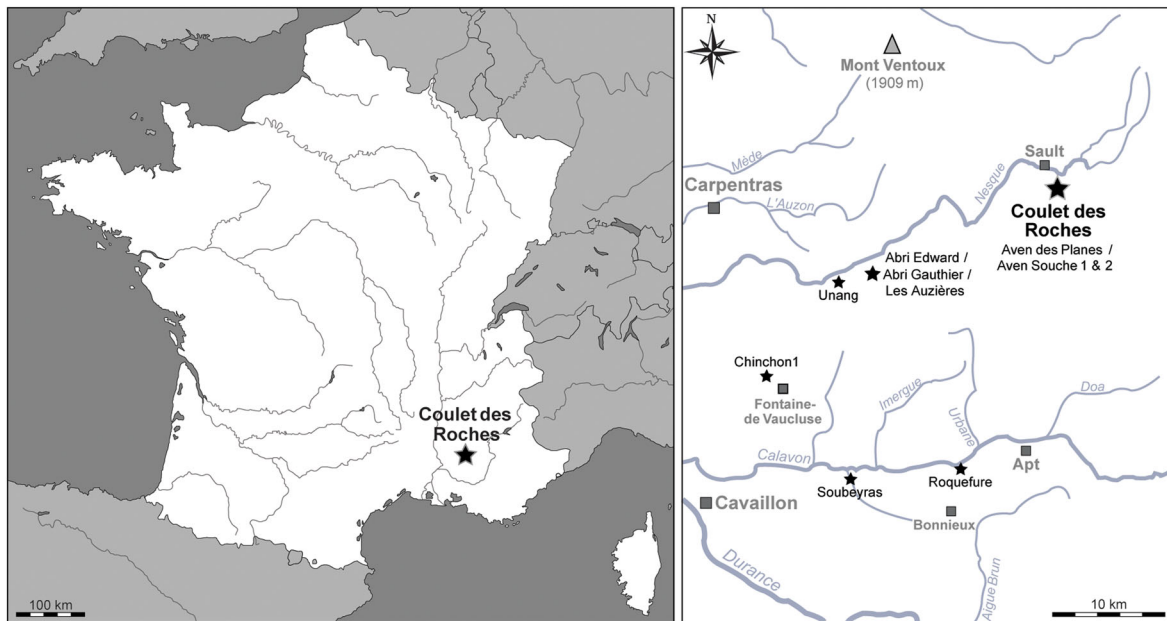 Coulet des
Roches
100 km
N
Mont Ventoux
(1909 m)
Mède
Nesque
Sault
Carpentras
L'Auzon
Coulet des
Roches
Aven des Planes /
Aven Souche 1 & 2
Abri Edward /
Abri Gauthier /
Les Auzières
Unang
Chinchon1
Fontaine-
de Vaucluse
Imergue
Urbane
Doa
Calavon
Apt
Roquefure
Soubeyras
Cavaillon
Bonnieux
Durance
Aigue Brun
10 km